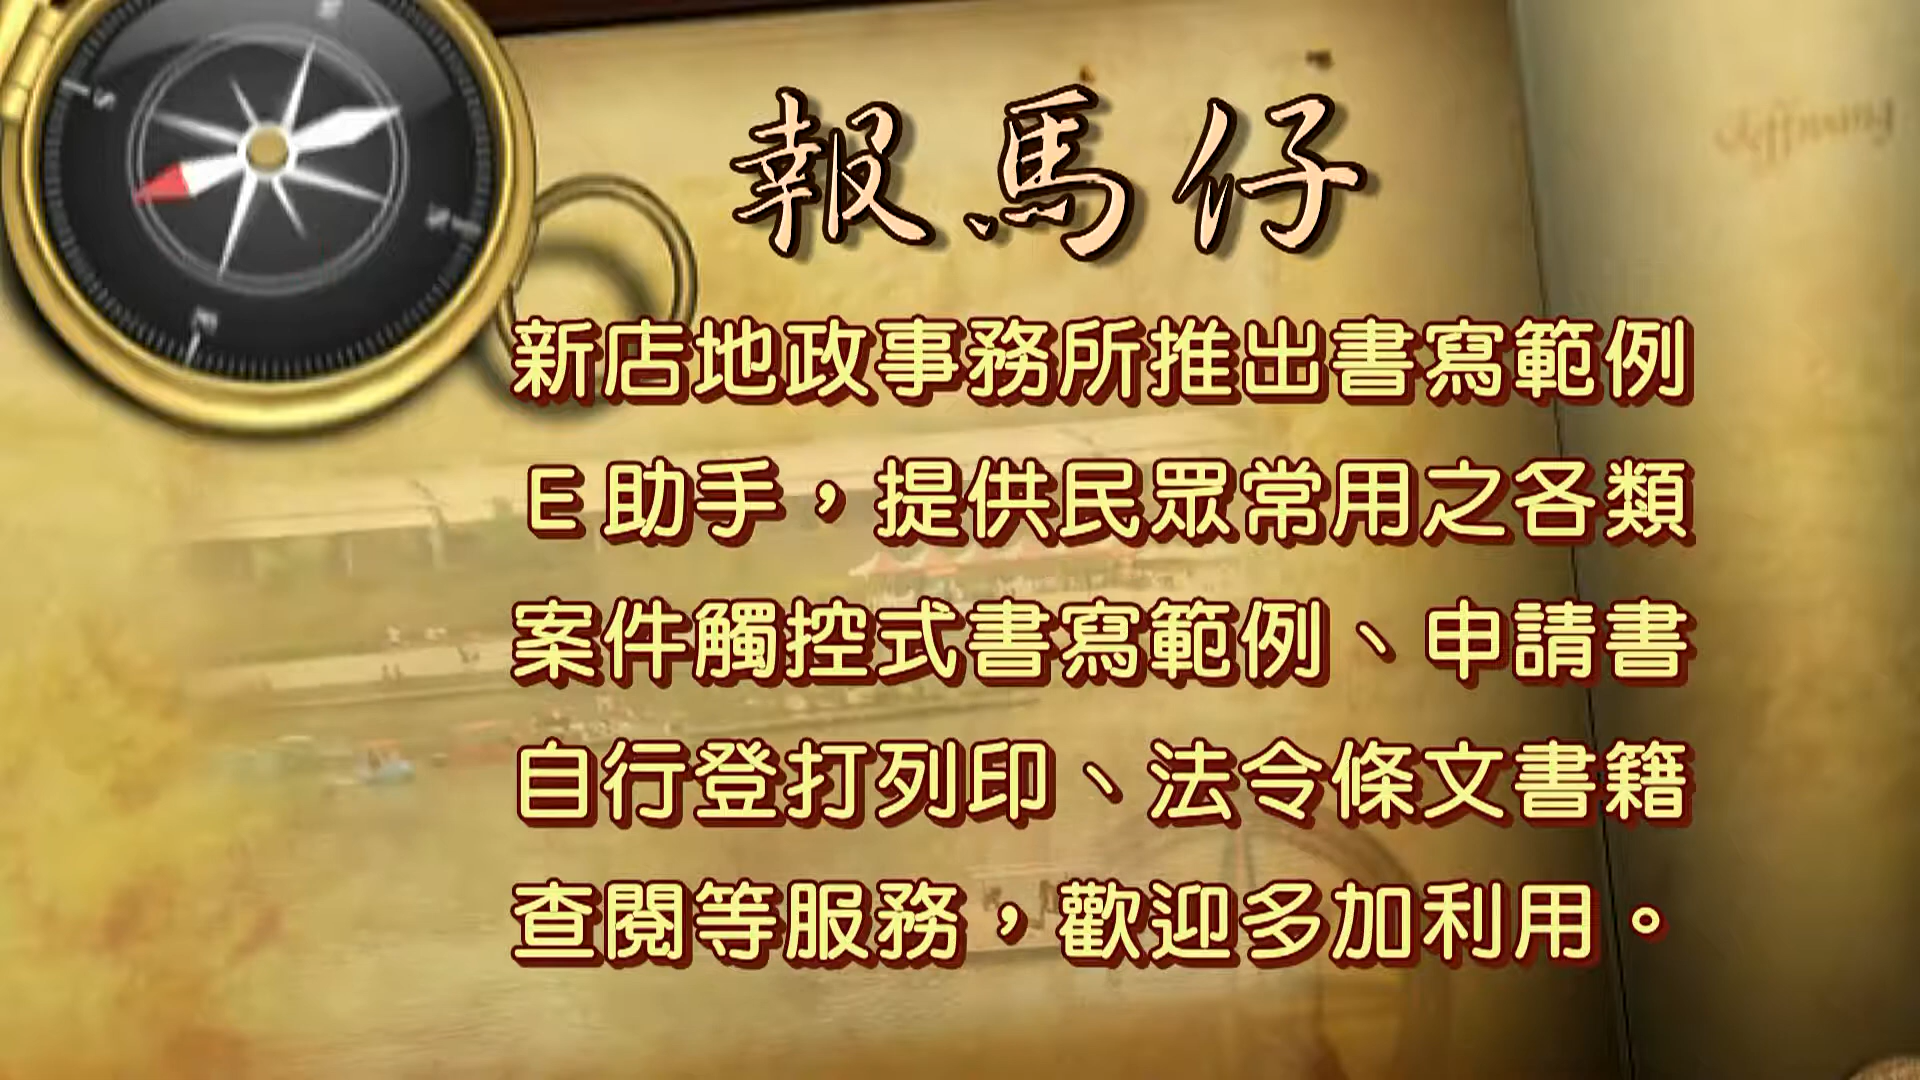 報馬仔
新店地政事務所推出書寫範例
E助手，提供民眾常用之各類
案件觸控式書寫範例、申請書
自行登打列印、法令條文書籍
查閱等服務，歡迎多加利用。